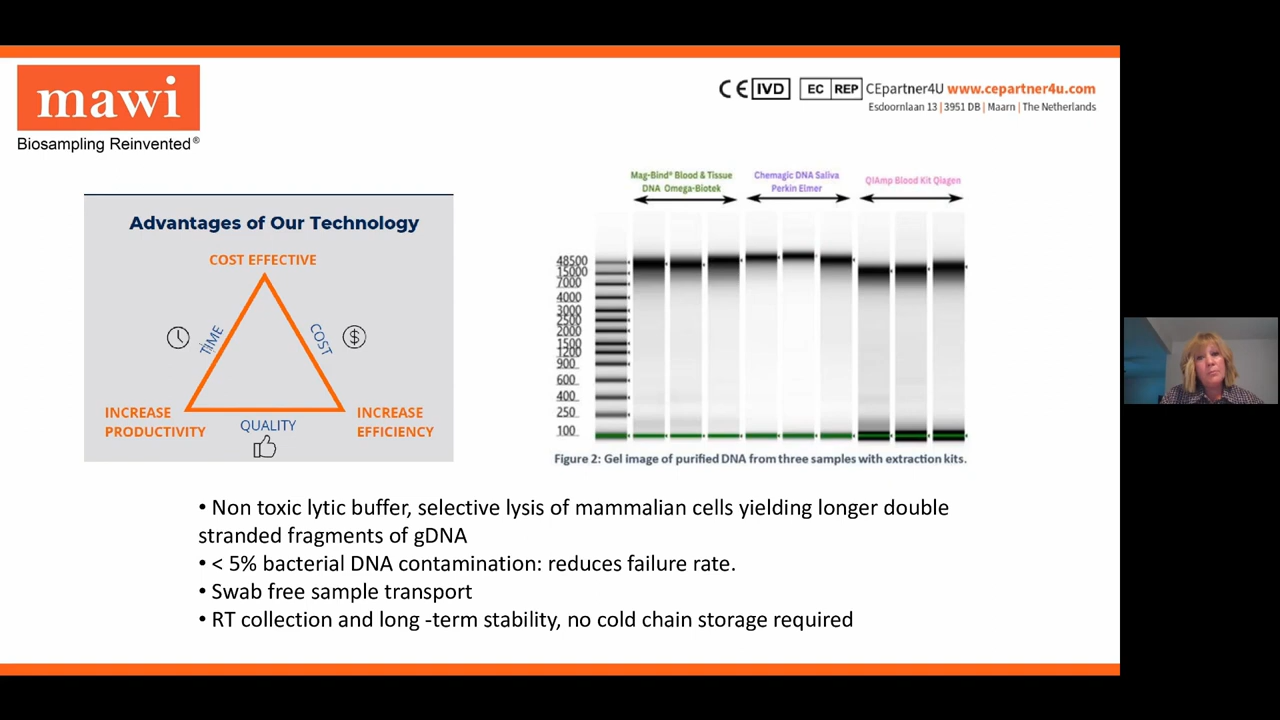 mawi
Biosampling Reinvented®
CE IVD EC REP CEpartner4U www.cepartner4u.com
Esdoornlaan 13 | 3951 DB | Maarn | The Netherlands
Advantages of Our Technology
COST EFFECTIVE
TIME
COST
$
INCREASE
PRODUCTIVITY
QUALITY
INCREASE
EFFICIENCY
Mag-Bind® Blood & Tissue
DNA Omega-Biotek
Chemagic DNA Saliva
Perkin Elmer
QIAmp Blood Kit Qiagen
48500
15000
7000
4000
3000
2500
2000
1500
1200
900
600
400
250
100
Figure 2: Gel image of purified DNA from three samples with extraction kits.
• Non toxic lytic buffer, selective lysis of mammalian cells yielding longer double
stranded fragments of gDNA
• < 5% bacterial DNA contamination: reduces failure rate.
• Swab free sample transport
• RT collection and long -term stability, no cold chain storage required